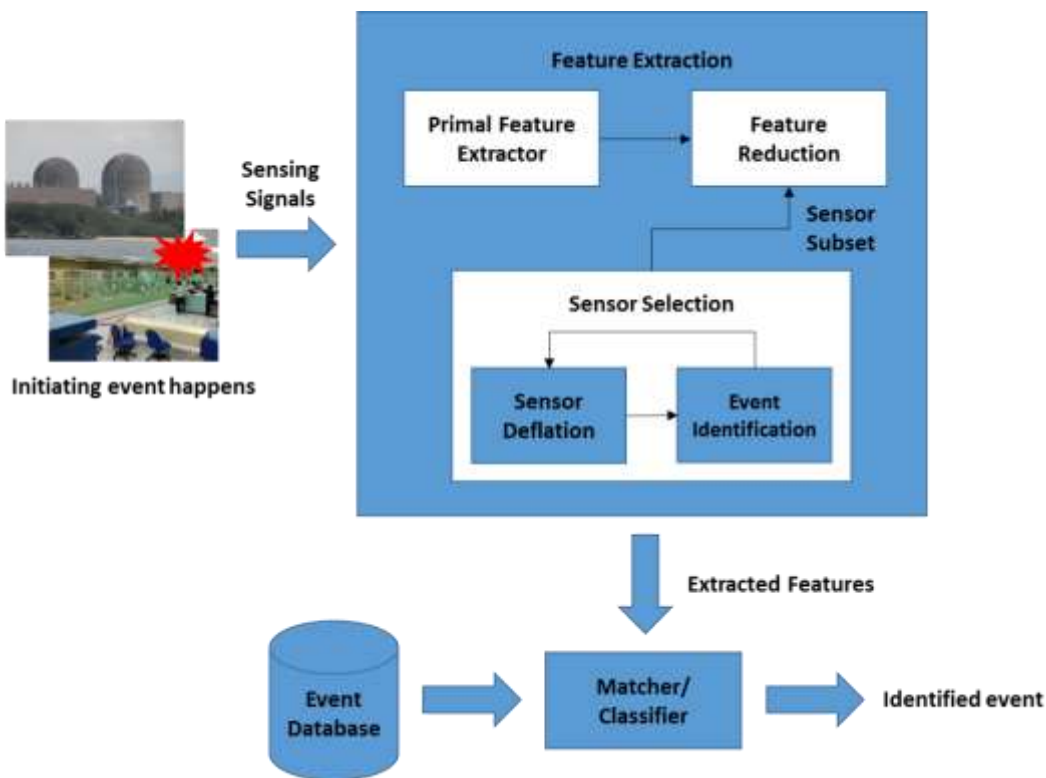 Feature Extraction
Primal Feature
Extractor
Feature
Reduction
Sensing
Signals
Sensor
Subset
Sensor Selection
Sensor
Deflation
Event
Identification
Initiating event happens
Extracted Features
Event
Database
Matcher/
Classifier
Identified event